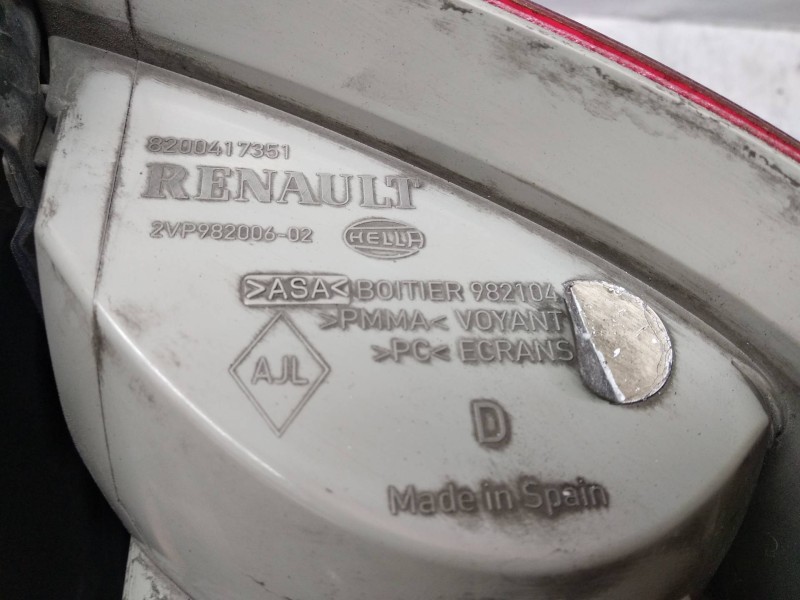 8200417351
RENAULT
2VP982006-02 HELLA
>ASA< BOITIER 982104
>PMMA< VOYANT
>PC< ECRANS
AJL
D
Made in Spain